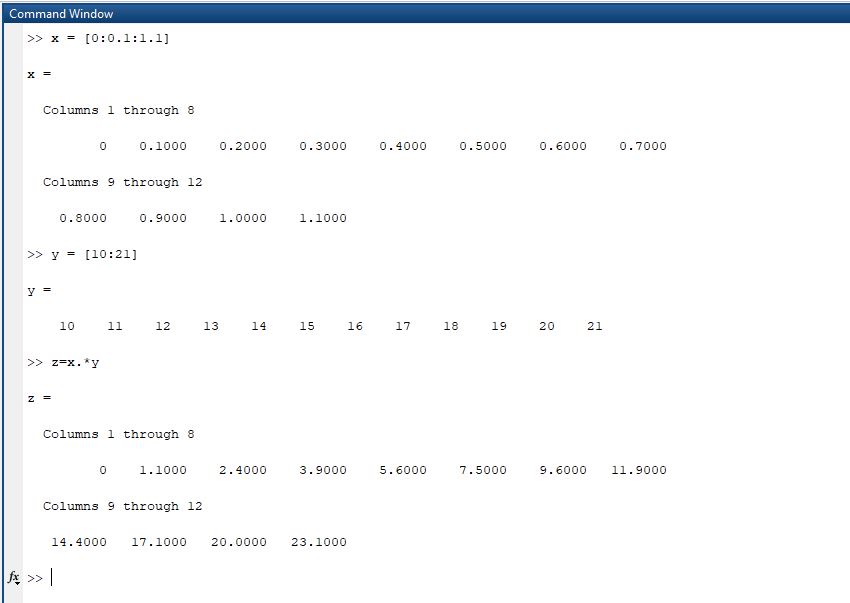 Command Window
>> x = [0:0.1:1.1]
x =
Columns 1 through 8
0 0.1000 0.2000 0.3000 0.4000 0.5000 0.6000 0.7000
Columns 9 through 12
0.8000 0.9000 1.0000 1.1000
>> y = [10:21]
y =
10 11 12 13 14 15 16 17 18 19 20 21
>> z=x.*y
z =
Columns 1 through 8
0 1.1000 2.4000 3.9000 5.6000 7.5000 9.6000 11.9000
Columns 9 through 12
14.4000 17.1000 20.0000 23.1000
fx >>